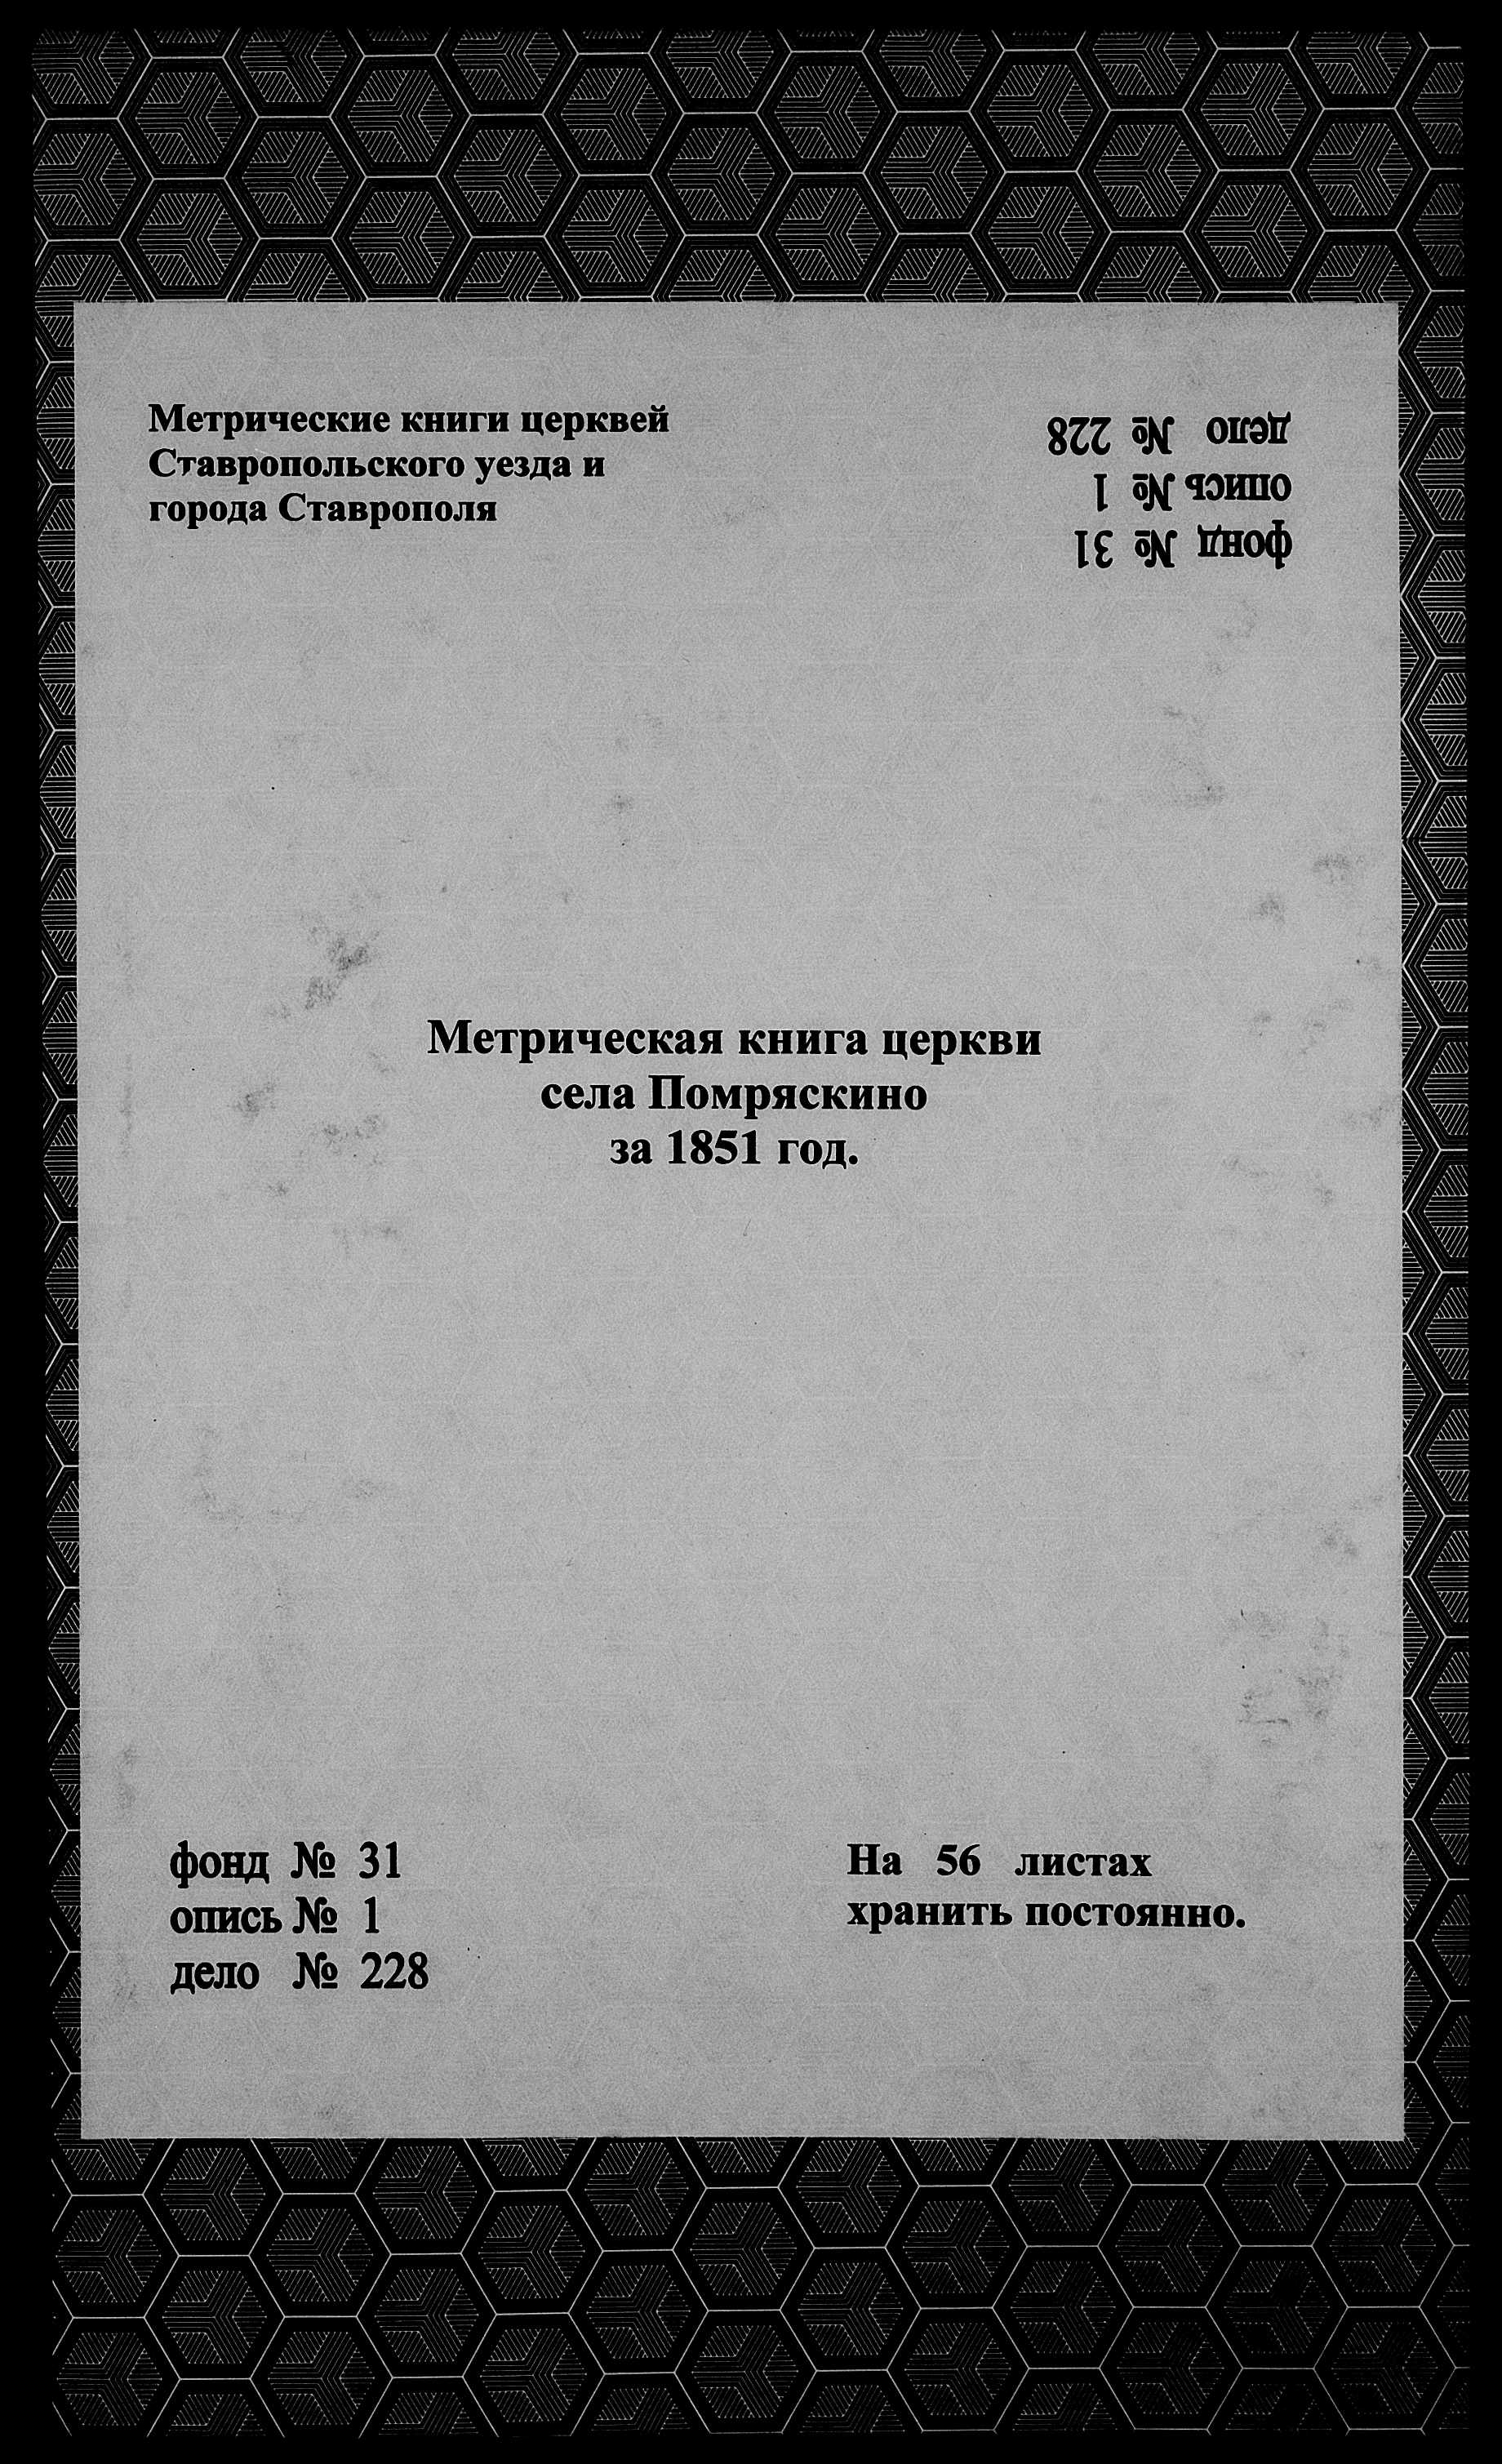 Метрические книги церквей
Ставропольского уезда и
города Ставрополя
фонд № 31
опись № 1
дело № 228
Метрическая книга церкви
села Помряскино
за 1851 год.
фонд № 31
опись № 1
дело № 228
На 56 листах
хранить постоянно.